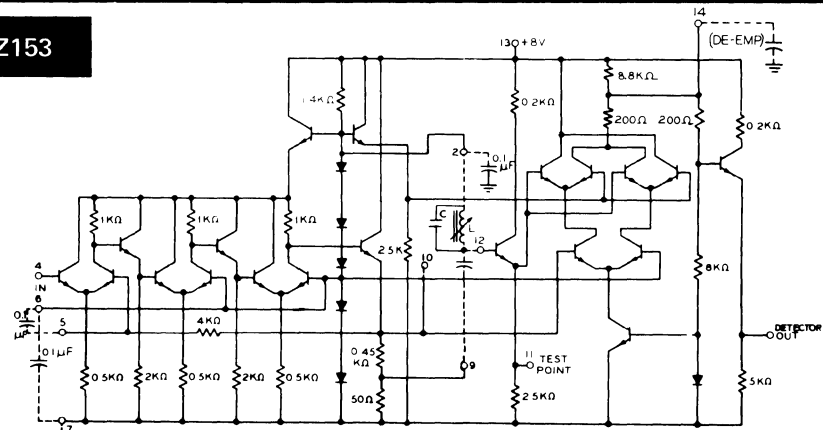 Z153
14
(DE-EMP)
13 +8V
8.8KΩ
0.2KΩ
1.4KΩ
200Ω 200Ω
0.2KΩ
2
0.1
µF
1KΩ 1KΩ 1KΩ
C
L
12
2.5K
10
4
IN
6
8KΩ
0.1
µF
5
4KΩ
DETECTOR
OUT
0.1µF
0.45
KΩ
9
11 TEST
POINT
0.5KΩ 2KΩ 0.5KΩ 2KΩ 0.5KΩ
50Ω
2.5KΩ
5KΩ